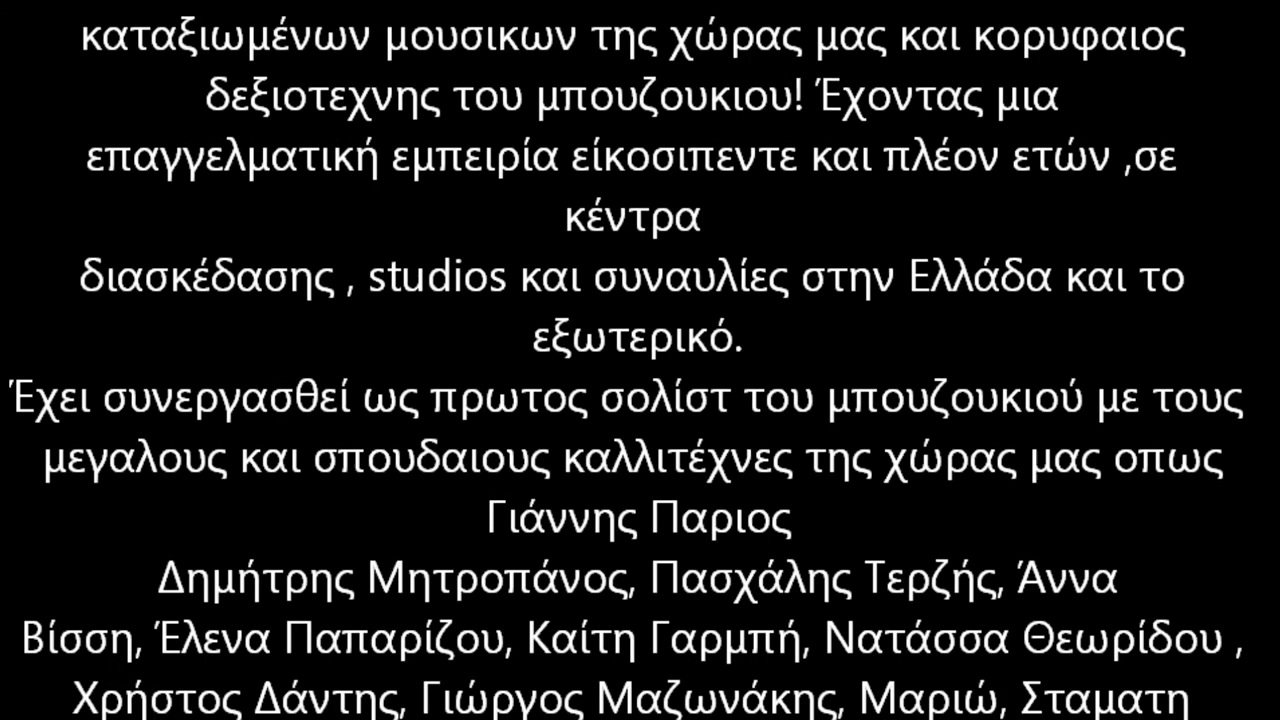 καταξιωμένων μουσικων της χώρας μας και κορυφαιος
δεξιοτεχνης του μπουζουκιου! Έχοντας μια
επαγγελματική εμπειρία είκοσιπεντε και πλέον ετών ,σε
κέντρα
διασκέδασης , studios και συναυλίες στην Ελλάδα και το
εξωτερικό.
Έχει συνεργασθεί ως πρωτος σολίστ του μπουζουκιού με τους
μεγαλους και σπουδαιους καλλιτέχνες της χώρας μας οπως
Γιάννης Παριος
Δημήτρης Μητροπάνος, Πασχάλης Τερζής, Άννα
Βίσση, Έλενα Παπαρίζου, Καίτη Γαρμπή, Νατάσσα Θεωρίδου ,
Χρήστος Δάντης, Γιώργος Μαζωνάκης, Μαριώ, Σταματη